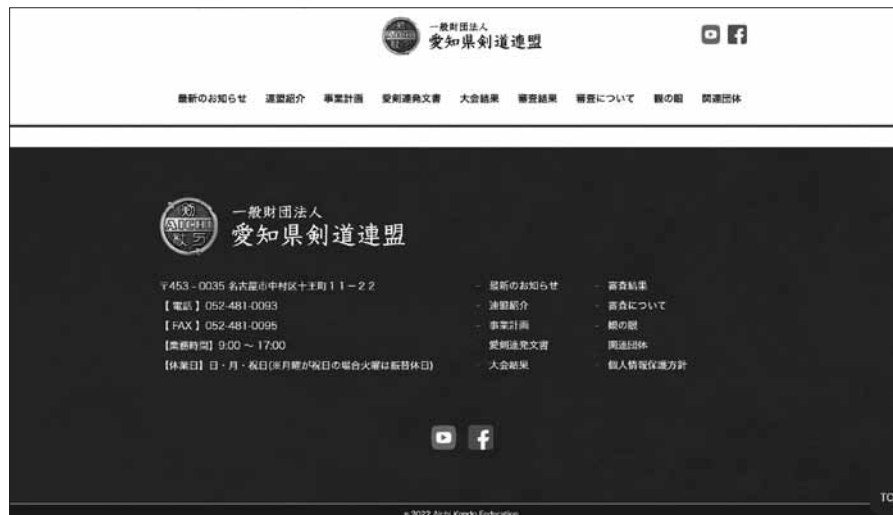 一般財団法人
愛知県剣道連盟
最新のお知らせ 連盟紹介 事業計画 愛剣連発文書 大会結果 審査結果 審査について 観の眼 関連団体
AICHI
一般財団法人
愛知県剣道連盟
〒453-0035 名古屋市中村区十王町11-22
【電話】052-481-0093
【FAX】052-481-0095
【業務時間】9:00 ~ 17:00
【休業日】日・月・祝日(※月曜が祝日の場合火曜は振替休日)
- 最新のお知らせ
- 連盟紹介
- 事業計画
愛剣連発文書
- 大会結果
- 審査結果
- 審査について
- 観の眼
関連団体
- 個人情報保護方針
TO
© 2022 Aichi Kendo Federation